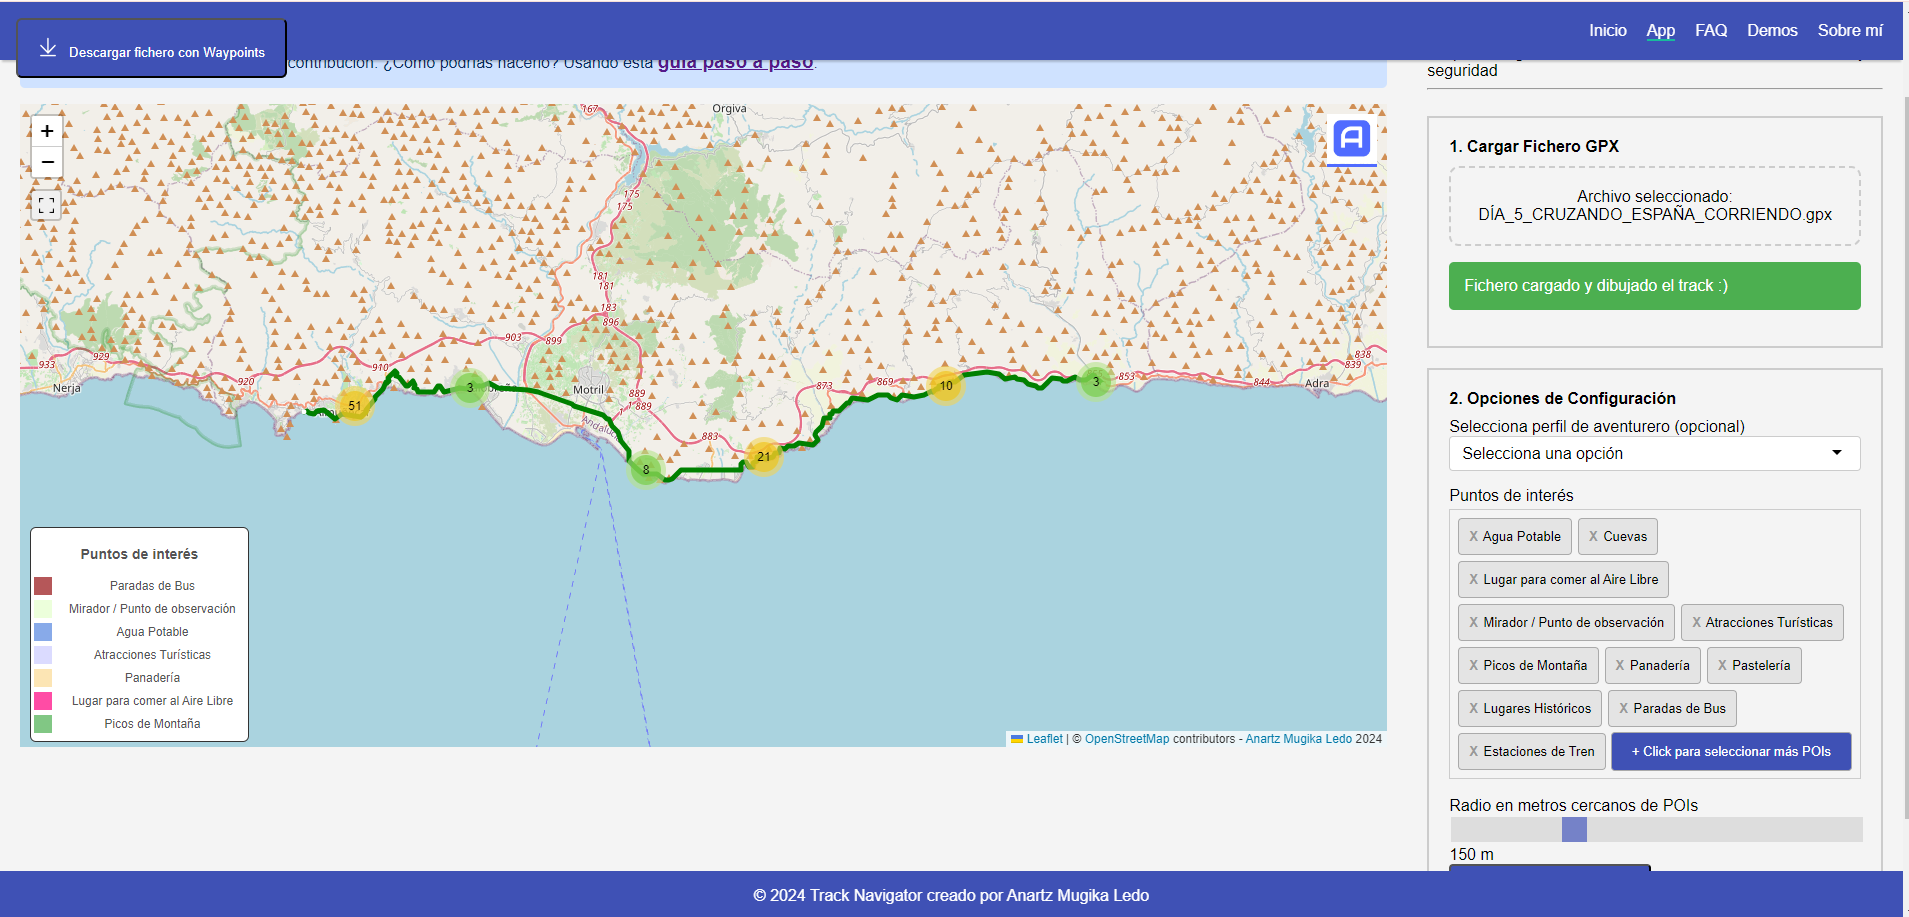 Descargar fichero con Waypoints
Inicio App FAQ Demos Sobre mí
contribución. ¿Cómo podrías hacerlo? Usando esta guía paso a paso.
seguridad
1. Cargar Fichero GPX
Archivo seleccionado:
DÍA_5_CRUZANDO_ESPAÑA_CORRIENDO.gpx
Fichero cargado y dibujado el track :)
2. Opciones de Configuración
Selecciona perfil de aventurero (opcional)
Selecciona una opción
Puntos de interés
X Agua Potable X Cuevas
X Lugar para comer al Aire Libre
X Mirador / Punto de observación X Atracciones Turísticas
X Picos de Montaña X Panadería X Pastelería
X Lugares Históricos X Paradas de Bus
X Estaciones de Tren + Click para seleccionar más POIs
Radio en metros cercanos de POIs
150 m
+
−
A
167
Orgiva
175
175
181
181
183
896
903
899
910
929
933
920
Nerja
Motril
889
889
883
873
869
853
844
838
839
Adra
51
3
8
21
10
3
Puntos de interés
Paradas de Bus
Mirador / Punto de observación
Agua Potable
Atracciones Turísticas
Panadería
Lugar para comer al Aire Libre
Picos de Montaña
Leaflet | © OpenStreetMap contributors - Anartz Mugika Ledo 2024
© 2024 Track Navigator creado por Anartz Mugika Ledo